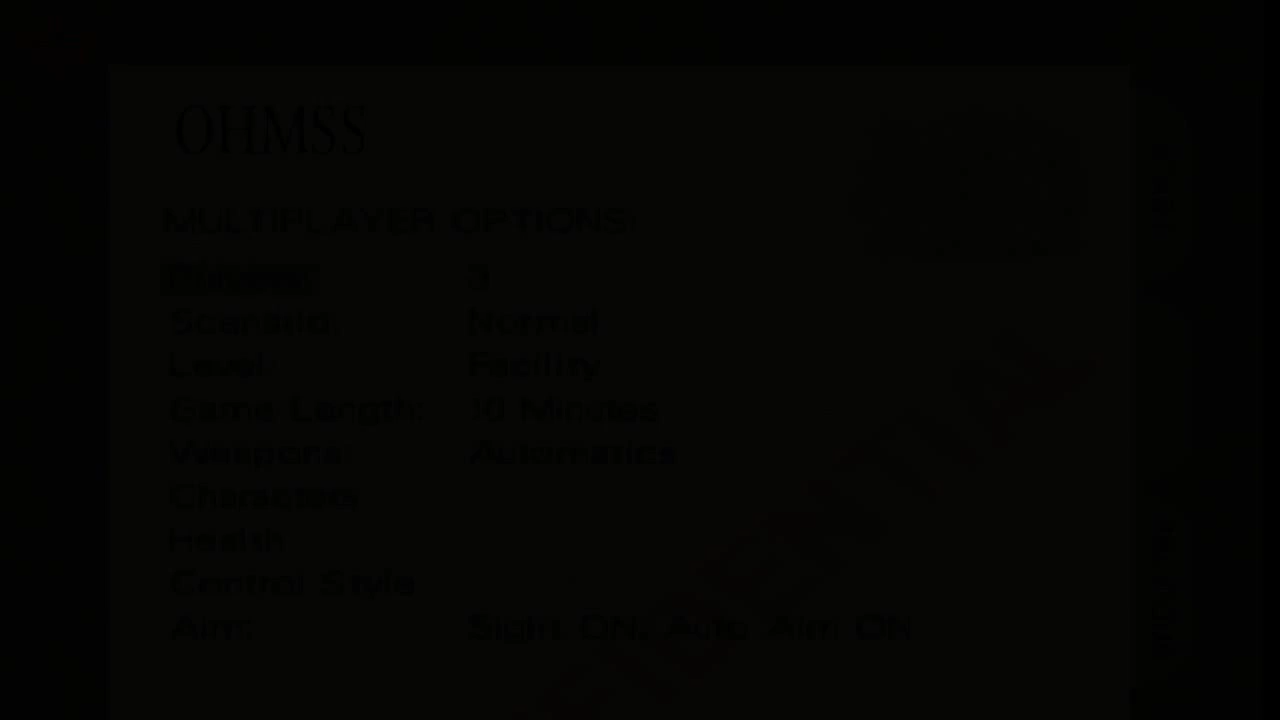 OHMSS
MULTIPLAYER OPTIONS:
Players: 3
Scenario: Normal
Level: Facility
Game Length: 10 Minutes
Weapons: Automatics
Characters
Health
Control Style
Aim: Sight ON, Auto Aim ON